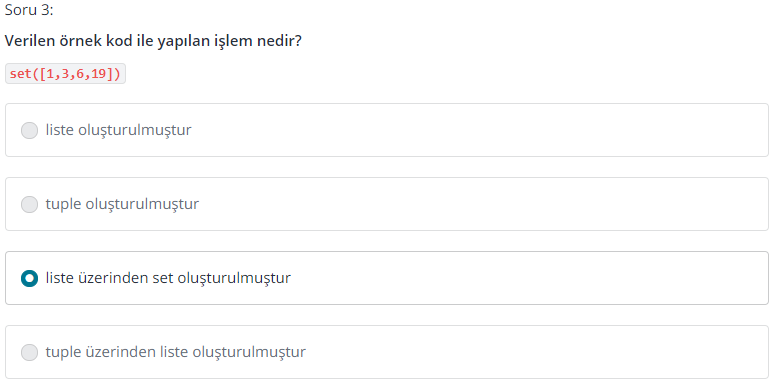 Soru 3:
Verilen örnek kod ile yapılan işlem nedir?
set([1,3,6,19])
liste oluşturulmuştur
tuple oluşturulmuştur
liste üzerinden set oluşturulmuştur
tuple üzerinden liste oluşturulmuştur